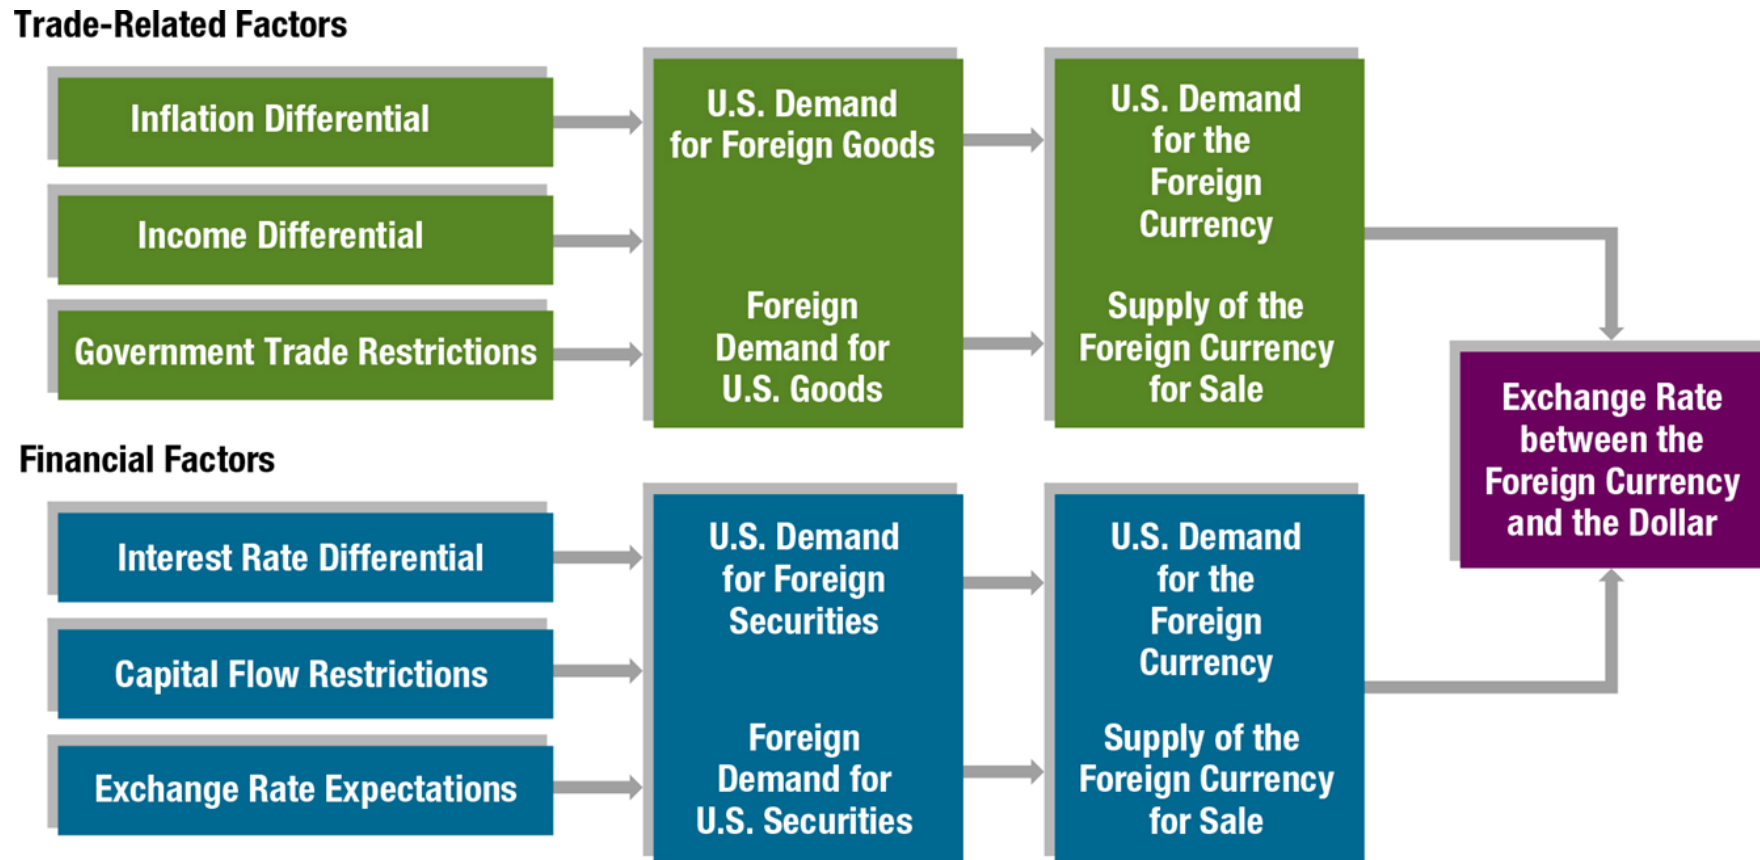 Trade-Related Factors
Inflation Differential
Income Differential
Government Trade Restrictions
U.S. Demand
for Foreign Goods
Foreign
Demand for
U.S. Goods
U.S. Demand
for the
Foreign
Currency
Supply of the
Foreign Currency
for Sale
Financial Factors
Interest Rate Differential
Capital Flow Restrictions
Exchange Rate Expectations
U.S. Demand
for Foreign
Securities
Foreign
Demand for
U.S. Securities
U.S. Demand
for the
Foreign
Currency
Supply of the
Foreign Currency
for Sale
Exchange Rate
between the
Foreign Currency
and the Dollar